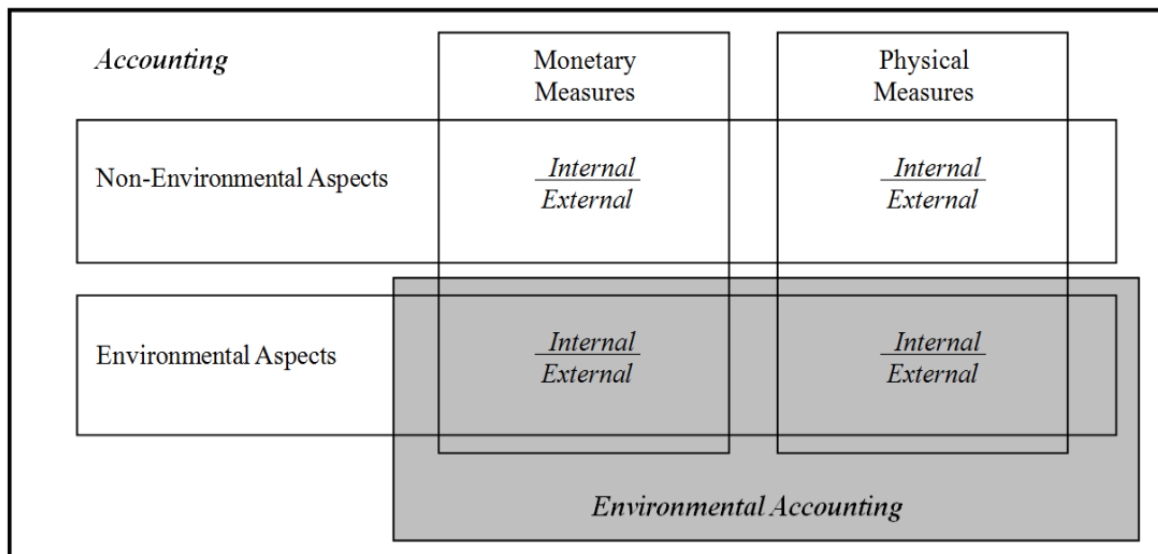 Accounting
Monetary
Measures
Physical
Measures
Non-Environmental Aspects
Internal
External
Internal
External
Environmental Aspects
Internal
External
Internal
External
Environmental Accounting